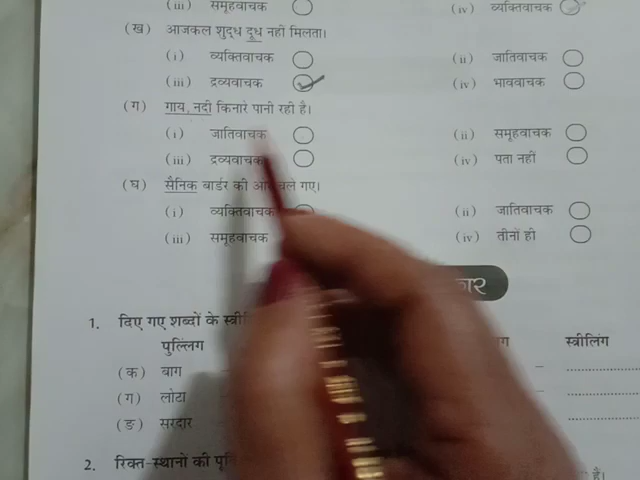 (iii) समूहवाचक (iv) व्यक्तिवाचक
(ख) आजकल शुद्ध दूध नहीं मिलता।
(i) व्यक्तिवाचक (ii) जातिवाचक
(iii) द्रव्यवाचक (iv) भाववाचक
(ग) गाय, नदी किनारे पानी रही है।
(i) जातिवाचक (ii) समूहवाचक
(iii) द्रव्यवाचक (iv) पता नहीं
(घ) सैनिक बार्डर की चले गए।
(i) व्यक्तिवाचक (ii) जातिवाचक
(iii) समूहवाचक (iv) तीनों ही
1. दिए गए शब्दों के
पुल्लिंग स्त्रीलिंग
(क) बाग
(ग) लोटा
(ङ) सरदार
2. रिक्त-स्थानों की है।